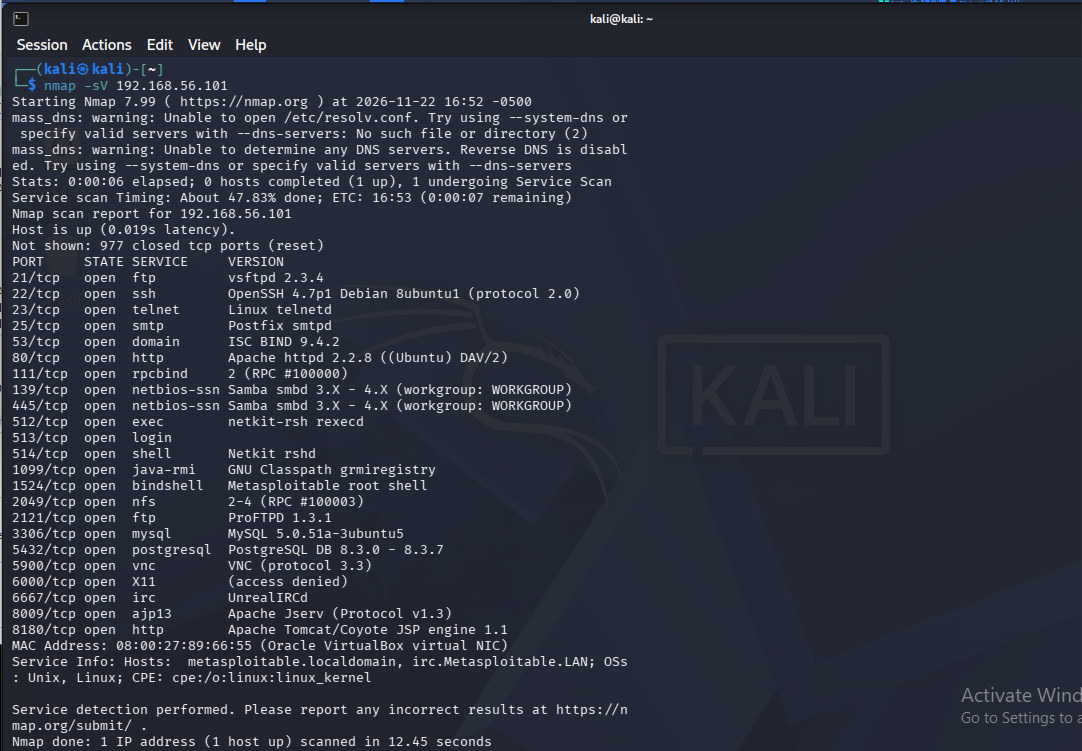 kali@kali: ~
Session Actions Edit View Help
┌──(kali㉿kali)-[~]
└─$ nmap -sV 192.168.56.101
Starting Nmap 7.99 ( https://nmap.org ) at 2026-11-22 16:52 -0500
mass_dns: warning: Unable to open /etc/resolv.conf. Try using --system-dns or
 specify valid servers with --dns-servers: No such file or directory (2)
mass_dns: warning: Unable to determine any DNS servers. Reverse DNS is disabl
ed. Try using --system-dns or specify valid servers with --dns-servers
Stats: 0:00:06 elapsed; 0 hosts completed (1 up), 1 undergoing Service Scan
Service scan Timing: About 47.83% done; ETC: 16:53 (0:00:07 remaining)
Nmap scan report for 192.168.56.101
Host is up (0.019s latency).
Not shown: 977 closed tcp ports (reset)
PORT     STATE SERVICE     VERSION
21/tcp   open  ftp         vsftpd 2.3.4
22/tcp   open  ssh         OpenSSH 4.7p1 Debian 8ubuntu1 (protocol 2.0)
23/tcp   open  telnet      Linux telnetd
25/tcp   open  smtp        Postfix smtpd
53/tcp   open  domain      ISC BIND 9.4.2
80/tcp   open  http        Apache httpd 2.2.8 ((Ubuntu) DAV/2)
111/tcp  open  rpcbind     2 (RPC #100000)
139/tcp  open  netbios-ssn Samba smbd 3.X - 4.X (workgroup: WORKGROUP)
445/tcp  open  netbios-ssn Samba smbd 3.X - 4.X (workgroup: WORKGROUP)
512/tcp  open  exec        netkit-rsh rexecd
513/tcp  open  login
514/tcp  open  shell       Netkit rshd
1099/tcp open  java-rmi    GNU Classpath grmiregistry
1524/tcp open  bindshell   Metasploitable root shell
2049/tcp open  nfs         2-4 (RPC #100003)
2121/tcp open  ftp         ProFTPD 1.3.1
3306/tcp open  mysql       MySQL 5.0.51a-3ubuntu5
5432/tcp open  postgresql  PostgreSQL DB 8.3.0 - 8.3.7
5900/tcp open  vnc         VNC (protocol 3.3)
6000/tcp open  X11         (access denied)
6667/tcp open  irc         UnrealIRCd
8009/tcp open  ajp13       Apache Jserv (Protocol v1.3)
8180/tcp open  http        Apache Tomcat/Coyote JSP engine 1.1
MAC Address: 08:00:27:89:66:55 (Oracle VirtualBox virtual NIC)
Service Info: Hosts:  metasploitable.localdomain, irc.Metasploitable.LAN; OSs
: Unix, Linux; CPE: cpe:/o:linux:linux_kernel
Service detection performed. Please report any incorrect results at https://n
map.org/submit/ .
Nmap done: 1 IP address (1 host up) scanned in 12.45 seconds
KALI
Activate Wind
Go to Settings to a